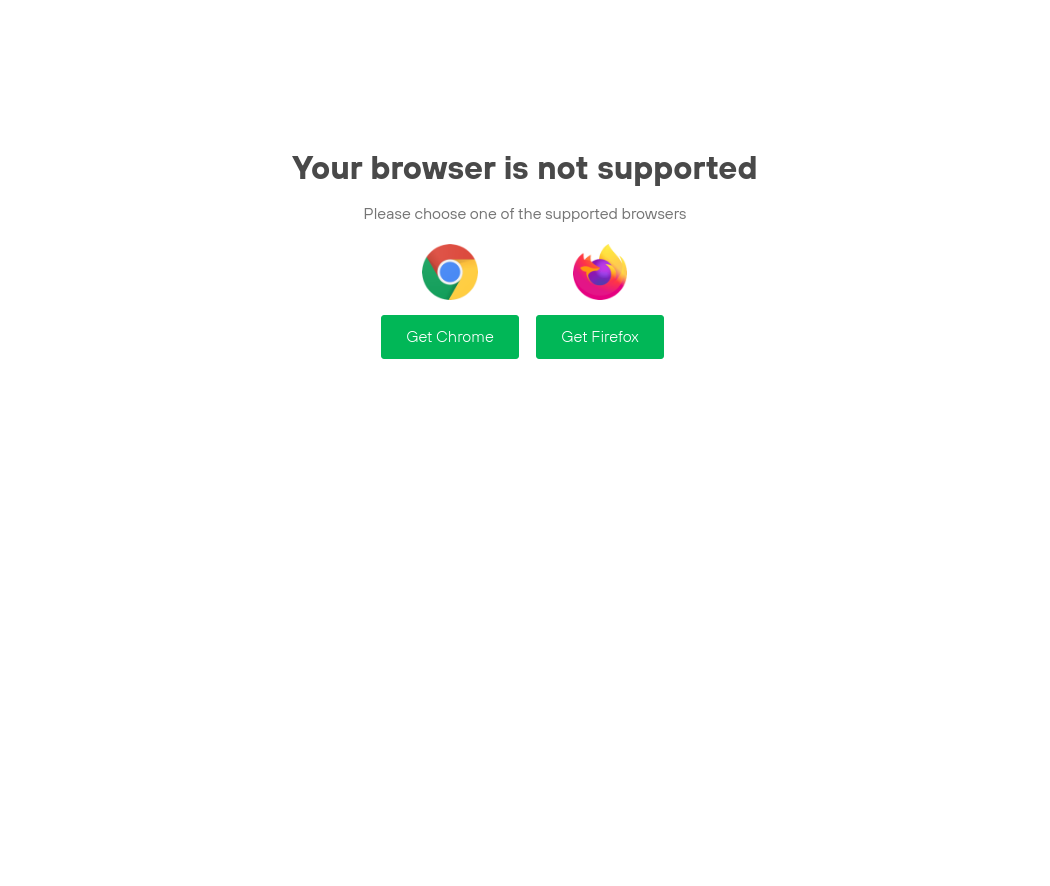 Your browser is not supported
Please choose one of the supported browsers
Get Chrome
Get Firefox